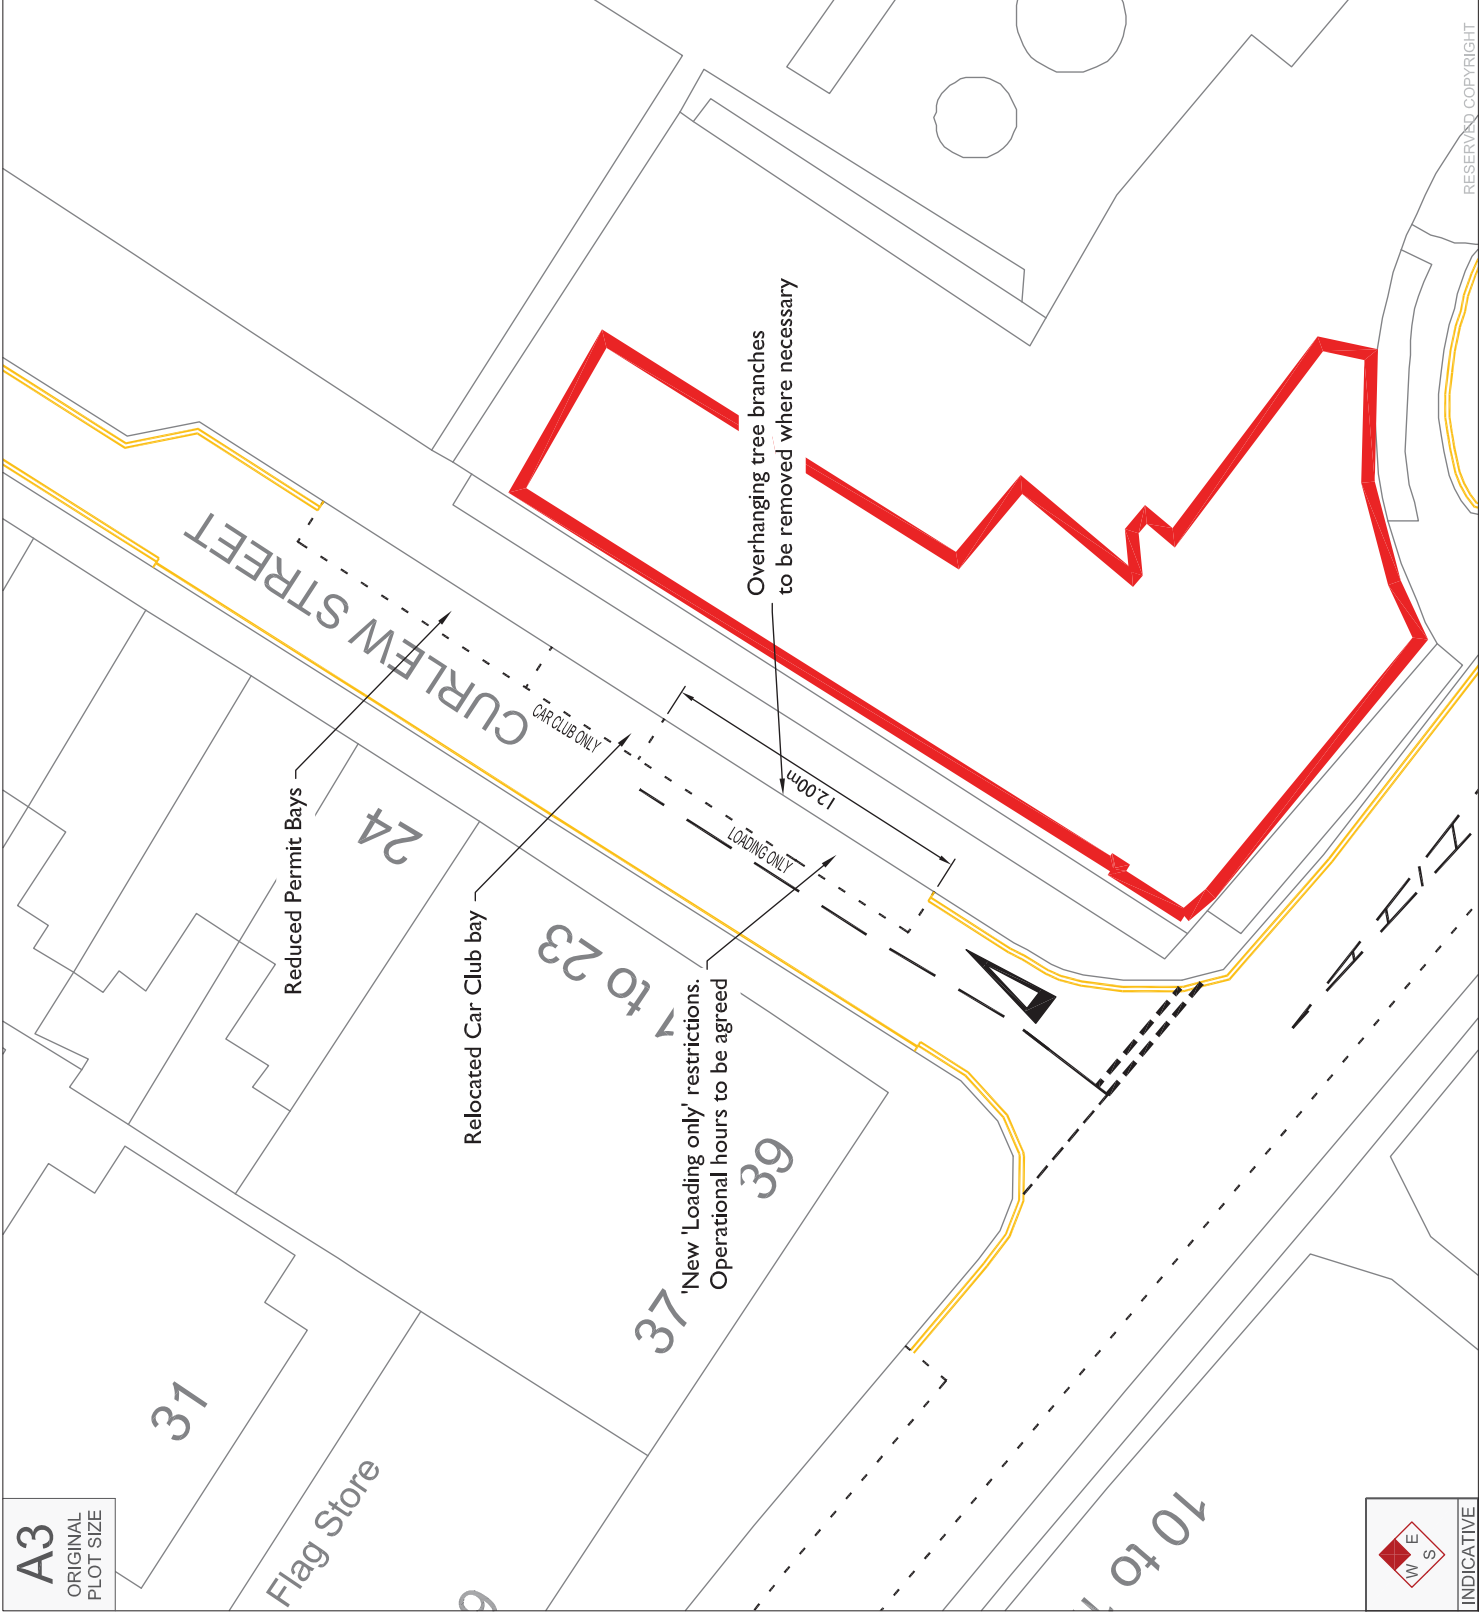 A3
ORIGINAL
PLOT SIZE
31
Flag Store
9
Reduced Permit Bays
CURLEW STREET
24
Relocated Car Club bay
CAR CLUB ONLY
1 to 23
37
39
'New 'Loading only' restrictions.
Operational hours to be agreed
LOADING ONLY
12.00m
Overhanging tree branches
to be removed where necessary
10 to 1
W E
S
INDICATIVE
RESERVED COPYRIGHT